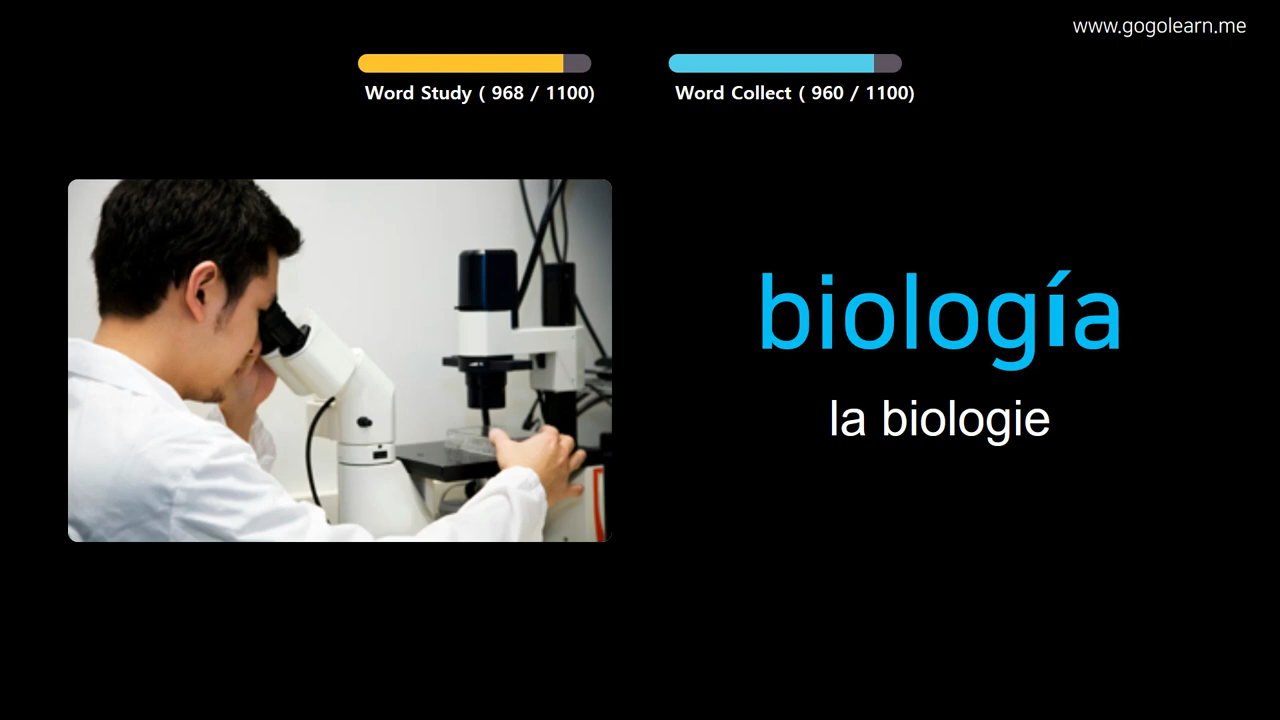 www.gogolearn.me
Word Study ( 968 / 1100)
Word Collect ( 960 / 1100)
biología
la biologie